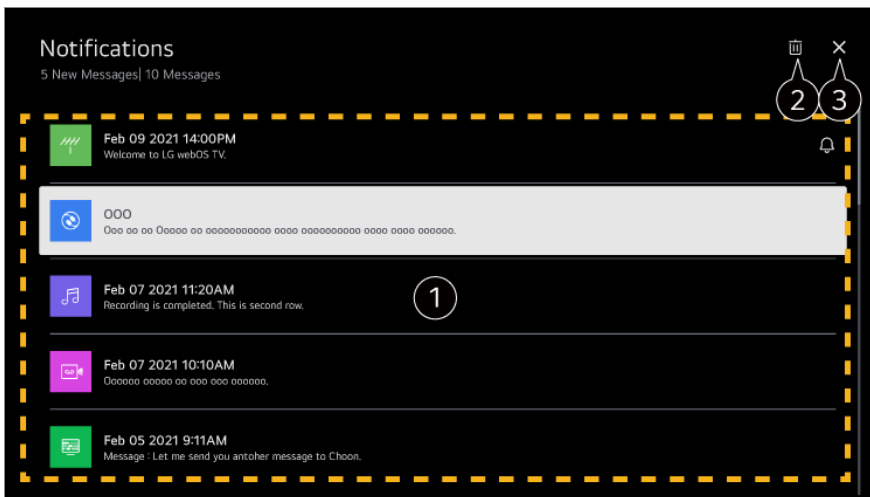 Notifications
5 New Messages| 10 Messages
2
3
Feb 09 2021 14:00PM
Welcome to LG webOS TV.
OOO
Ooo oo oo Ooooo oo ooooooooooo oooo oooooooooo oooo oooo oooooo.
Feb 07 2021 11:20AM
Recording is completed. This is second row.
1
Feb 07 2021 10:10AM
Oooooo ooooo oo ooo ooo oooooo.
Feb 05 2021 9:11AM
Message : Let me send you antoher message to Choon.